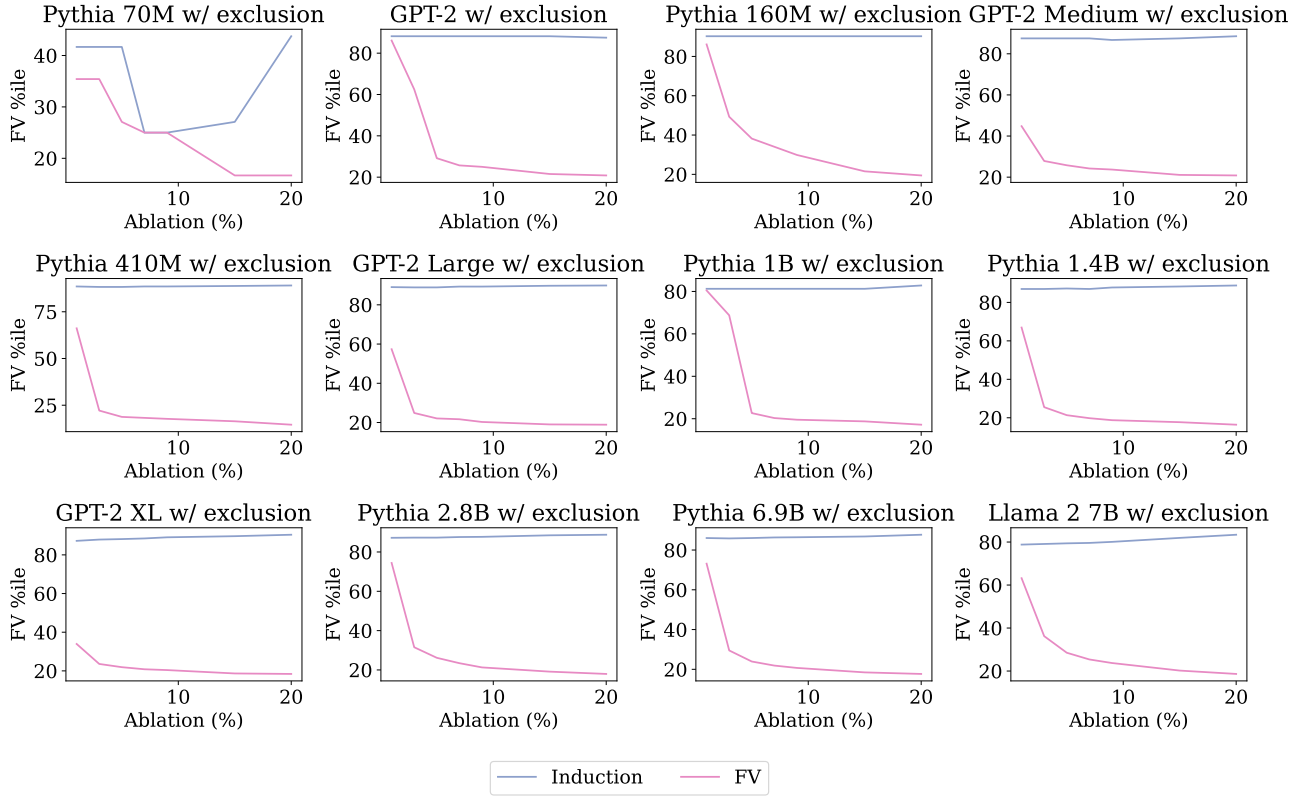 Pythia 70M w/ exclusion
FV %ile
40
30
20
10
20
Ablation (%)
GPT-2 w/ exclusion
FV %ile
80
60
40
20
10
20
Ablation (%)
Pythia 160M w/ exclusion
FV %ile
80
60
40
20
10
20
Ablation (%)
GPT-2 Medium w/ exclusion
FV %ile
80
60
40
20
10
20
Ablation (%)
Pythia 410M w/ exclusion
FV %ile
75
50
25
10
20
Ablation (%)
GPT-2 Large w/ exclusion
FV %ile
80
60
40
20
10
20
Ablation (%)
Pythia 1B w/ exclusion
FV %ile
80
60
40
20
10
20
Ablation (%)
Pythia 1.4B w/ exclusion
FV %ile
80
60
40
20
10
20
Ablation (%)
GPT-2 XL w/ exclusion
FV %ile
80
60
40
20
10
20
Ablation (%)
Pythia 2.8B w/ exclusion
FV %ile
80
60
40
20
10
20
Ablation (%)
Pythia 6.9B w/ exclusion
FV %ile
80
60
40
20
10
20
Ablation (%)
Llama 2 7B w/ exclusion
FV %ile
80
60
40
20
10
20
Ablation (%)
Induction
FV